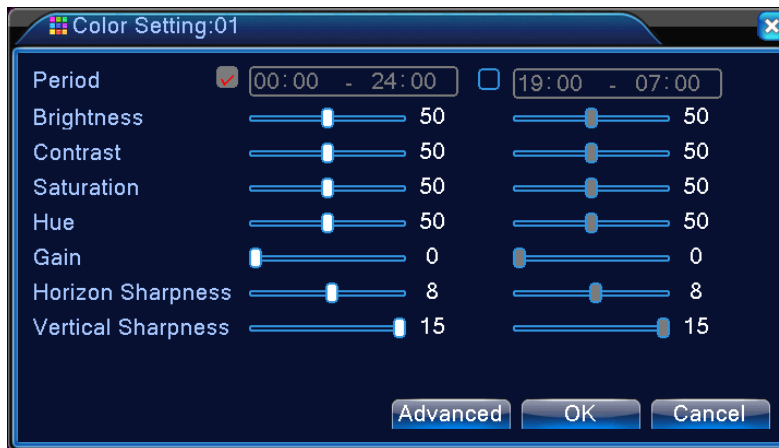 Color Setting:01
Period 00:00 - 24:00 19:00 - 07:00
Brightness 50 50
Contrast 50 50
Saturation 50 50
Hue 50 50
Gain 0 0
Horizon Sharpness 8 8
Vertical Sharpness 15 15
Advanced OK Cancel